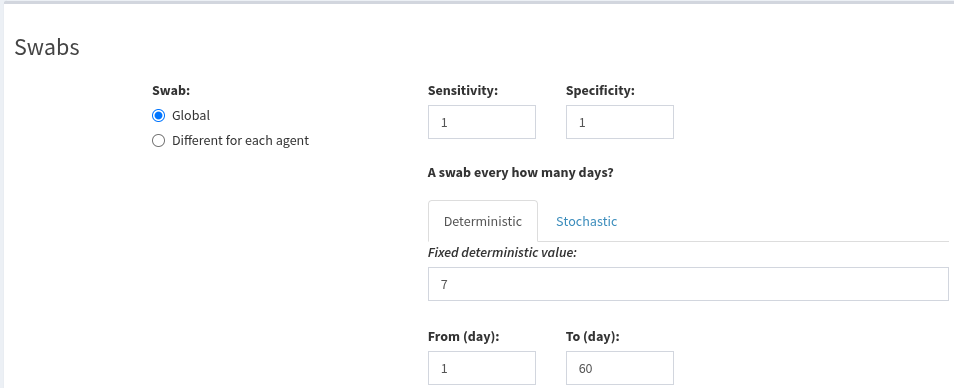 Swabs
Swab:
Global
Different for each agent
Sensitivity: Specificity:
1 1
A swab every how many days?
Deterministic Stochastic
Fixed deterministic value:
7
From (day): To (day):
1 60